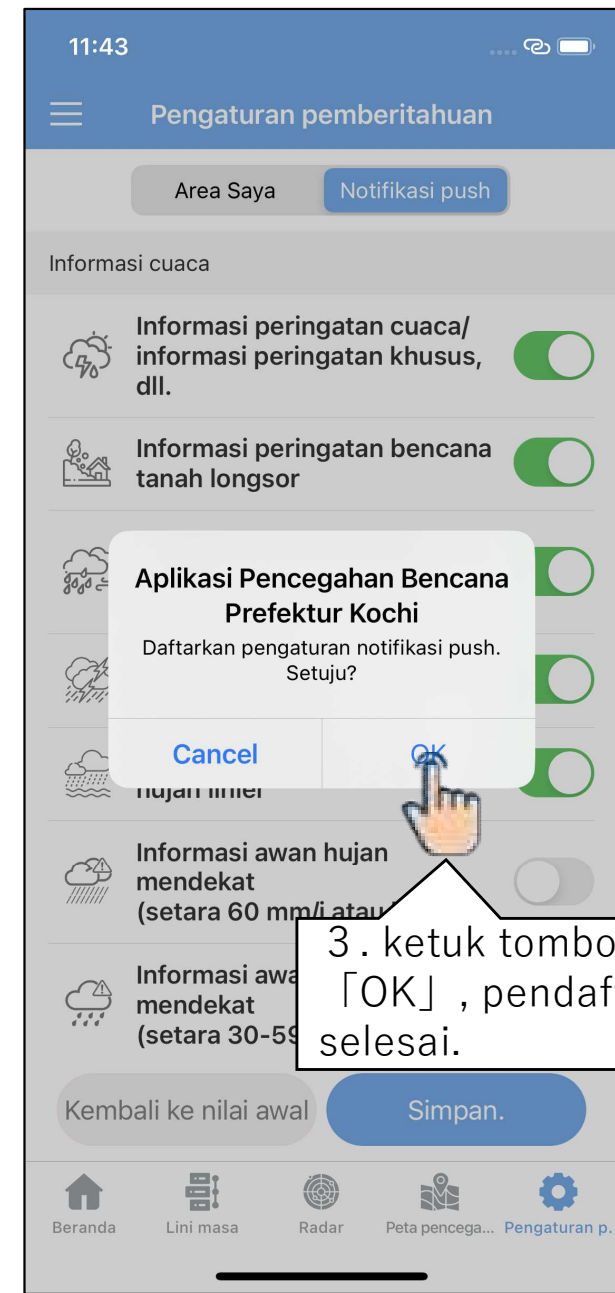 11:43
Pengaturan pemberitahuan
Area Saya
Notifikasi push
Informasi cuaca
Informasi peringatan cuaca/
informasi peringatan khusus,
dll.
Informasi peringatan bencana
tanah longsor
Aplikasi Pencegahan Bencana
Prefektur Kochi
Daftarkan pengaturan notifikasi push.
Setuju?
Cancel
OK
hujan linier
Informasi awan hujan
mendekat
(setara 60 mm/j atau
3 . ketuk tombo
「OK」 , pendaf
selesai.
Informasi awa
mendekat
(setara 30-59
Kembali ke nilai awal
Simpan.
Beranda
Lini masa
Radar
Peta pencega...
Pengaturan p.